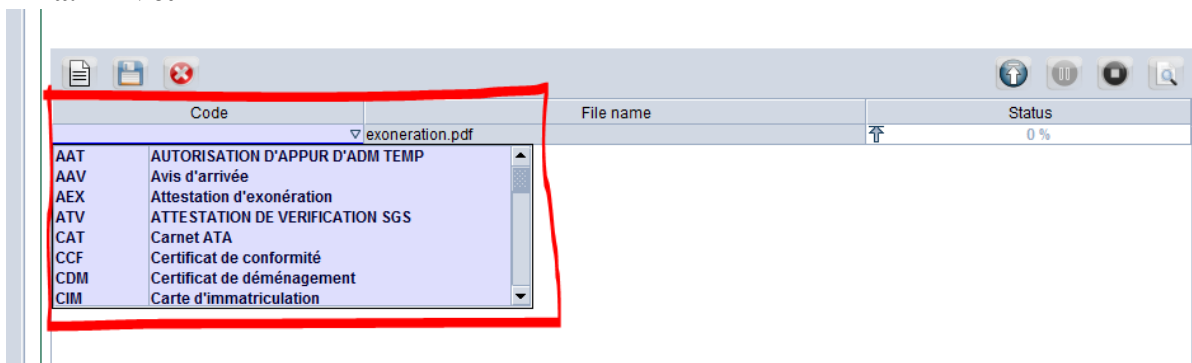 Code File name Status
exoneration.pdf 0 %
AAT AUTORISATION D'APPUR D'ADM TEMP
AAV Avis d'arrivée
AEX Attestation d'exonération
ATV ATTESTATION DE VERIFICATION SGS
CAT Carnet ATA
CCF Certificat de conformité
CDM Certificat de déménagement
CIM Carte d'immatriculation